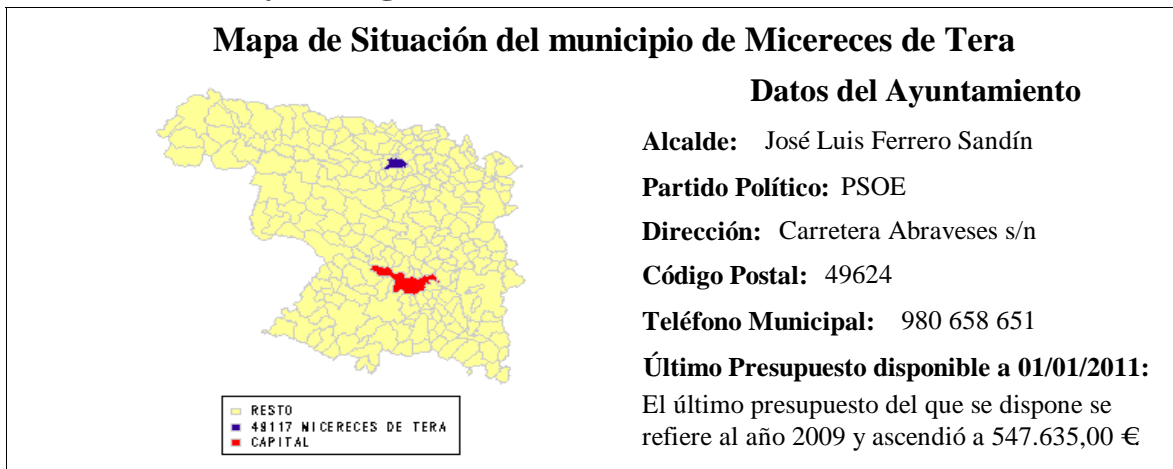 Mapa de Situación del municipio de Micereces de Tera
Datos del Ayuntamiento
Alcalde: José Luis Ferrero Sandín
Partido Político: PSOE
Dirección: Carretera Abraveses s/n
Código Postal: 49624
Teléfono Municipal: 980 658 651
Último Presupuesto disponible a 01/01/2011:
El último presupuesto del que se dispone se
refiere al año 2009 y ascendió a 547.635,00 €
RESTO
49117 MICERECES DE TERA
CAPITAL